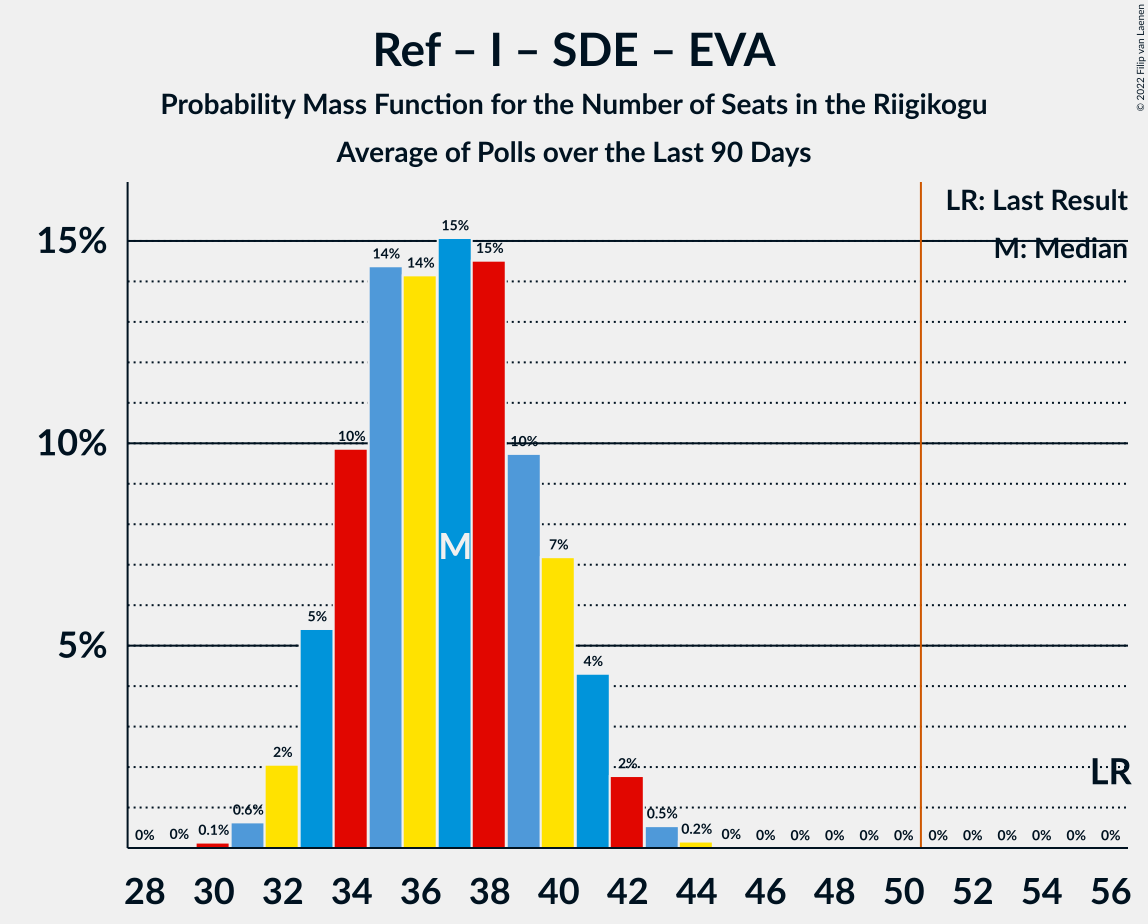 Ref – I – SDE – EVA
Probability Mass Function for the Number of Seats in the Riigikogu
Average of Polls over the Last 90 Days
© 2022 Filip van Laenen
LR: Last Result
M: Median
15%
10%
5%
0% 0% 0.1% 0.6% 2% 5% 10% 14% 14% 15% 15% 10% 7% 4% 2% 0.5% 0.2% 0% 0% 0% 0% 0% 0% 0% 0% 0% 0% 0% 0%
M
LR
28 30 32 34 36 38 40 42 44 46 48 50 52 54 56